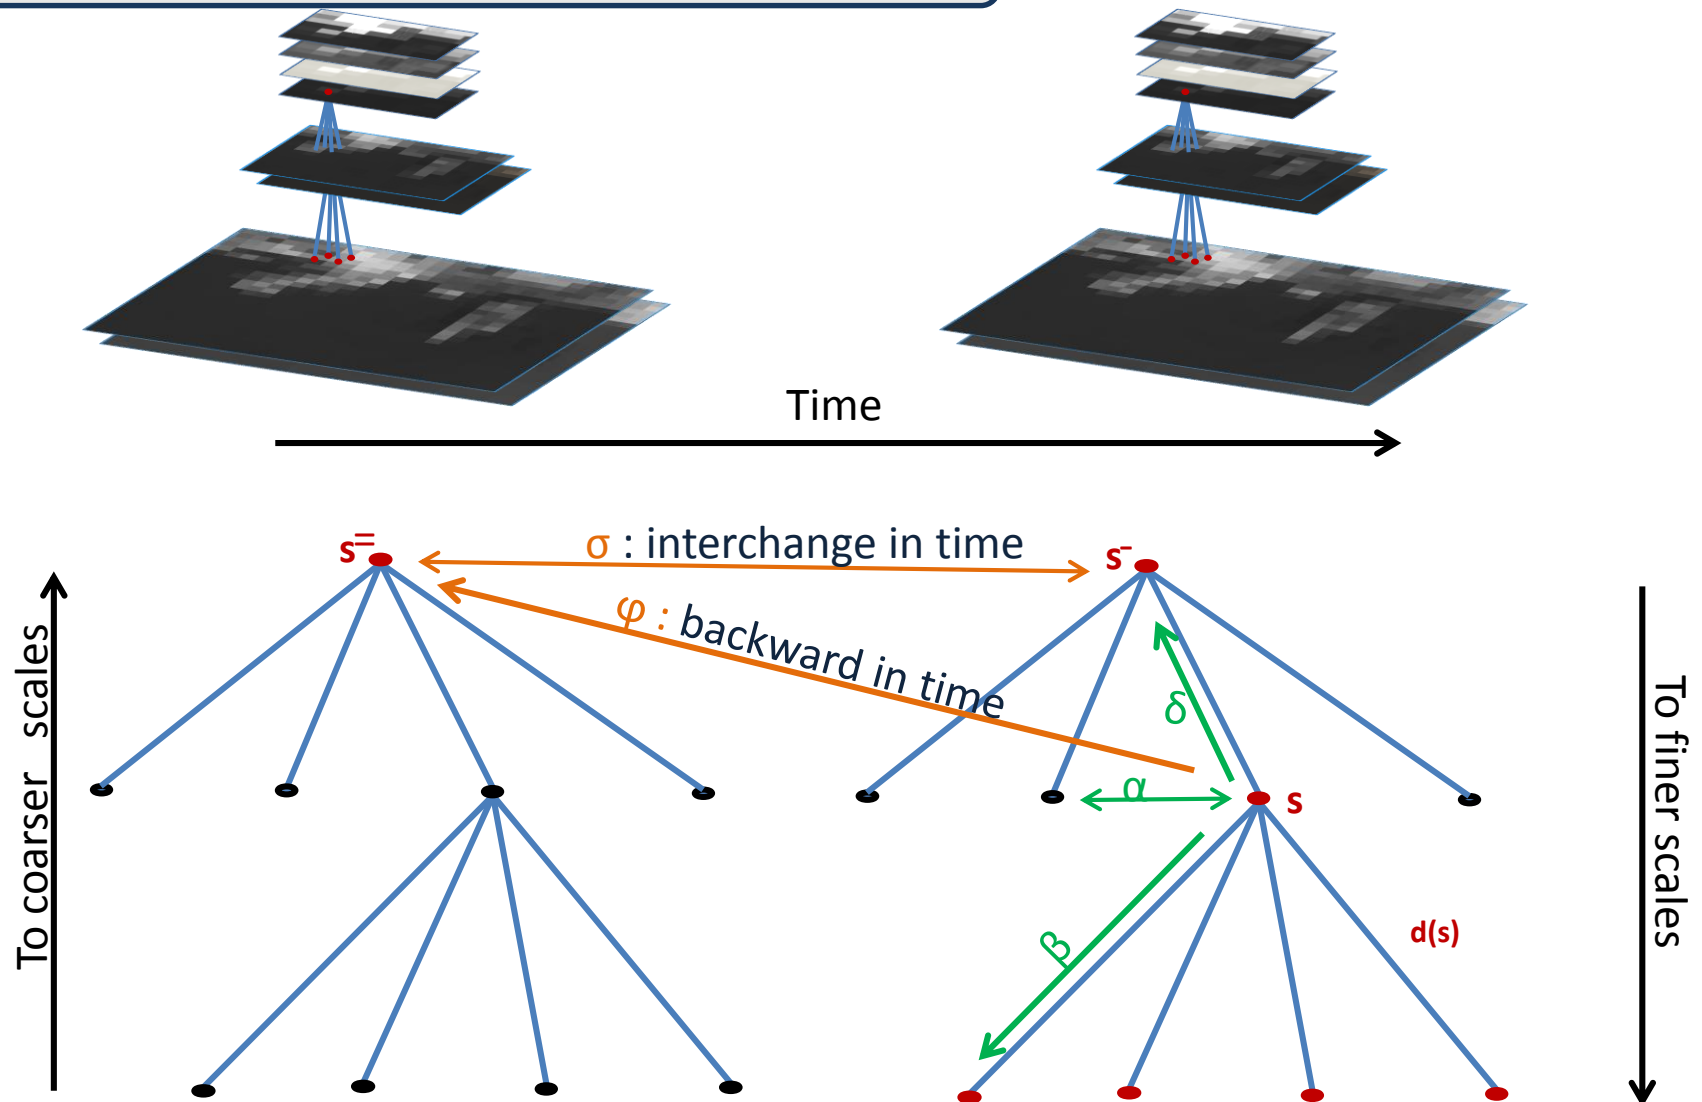 Time
s⁼
σ : interchange in time
s⁻
φ : backward in time
To coarser scales
To finer scales
δ
α
s
β
d(s)